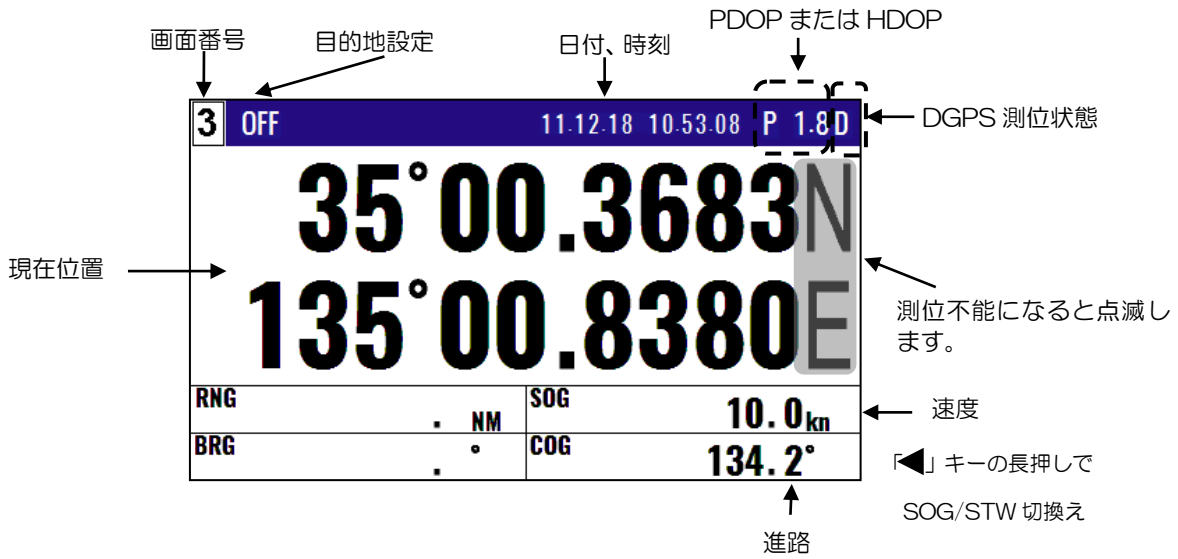 PDOP または HDOP
画面番号
目的地設定
日付、時刻
3 OFF 11.12.18 10.53.08 P 1.8 D
DGPS 測位状態
35°00.3683N
現在位置
135°00.8380E
測位不能になると点滅し
ます。
RNG . NM SOG 10.0kn
速度
BRG . ° COG 134.2°
「◀」キーの長押しで
SOG/STW 切換え
進路